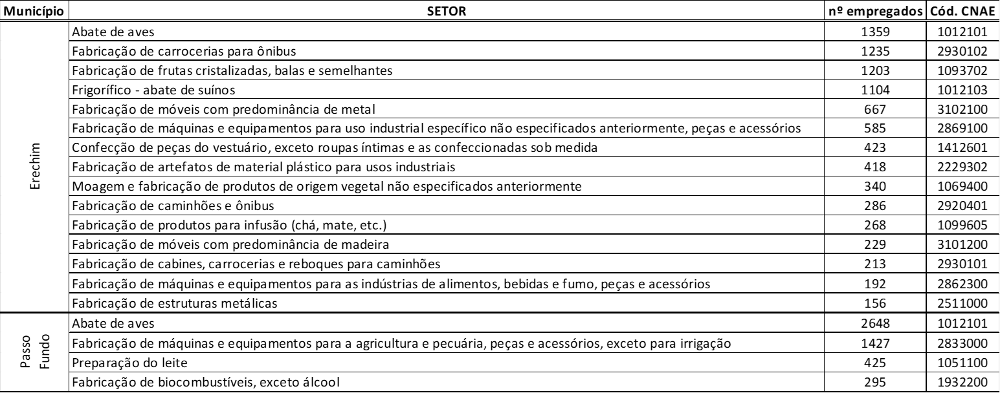 Município SETOR nº empregados Cód. CNAE
Erechim
Abate de aves 1359 1012101
Fabricação de carrocerias para ônibus 1235 2930102
Fabricação de frutas cristalizadas, balas e semelhantes 1203 1093702
Frigorífico - abate de suínos 1104 1012103
Fabricação de móveis com predominância de metal 667 3102100
Fabricação de máquinas e equipamentos para uso industrial específico não especificados anteriormente, peças e acessórios 585 2869100
Confecção de peças do vestuário, exceto roupas íntimas e as confeccionadas sob medida 423 1412601
Fabricação de artefatos de material plástico para usos industriais 418 2229302
Moagem e fabricação de produtos de origem vegetal não especificados anteriormente 340 1069400
Fabricação de caminhões e ônibus 286 2920401
Fabricação de produtos para infusão (chá, mate, etc.) 268 1099605
Fabricação de móveis com predominância de madeira 229 3101200
Fabricação de cabines, carrocerias e reboques para caminhões 213 2930101
Fabricação de máquinas e equipamentos para as indústrias de alimentos, bebidas e fumo, peças e acessórios 192 2862300
Fabricação de estruturas metálicas 156 2511000
Passo
Fundo
Abate de aves 2648 1012101
Fabricação de máquinas e equipamentos para a agricultura e pecuária, peças e acessórios, exceto para irrigação 1427 2833000
Preparação do leite 425 1051100
Fabricação de biocombustíveis, exceto álcool 295 1932200